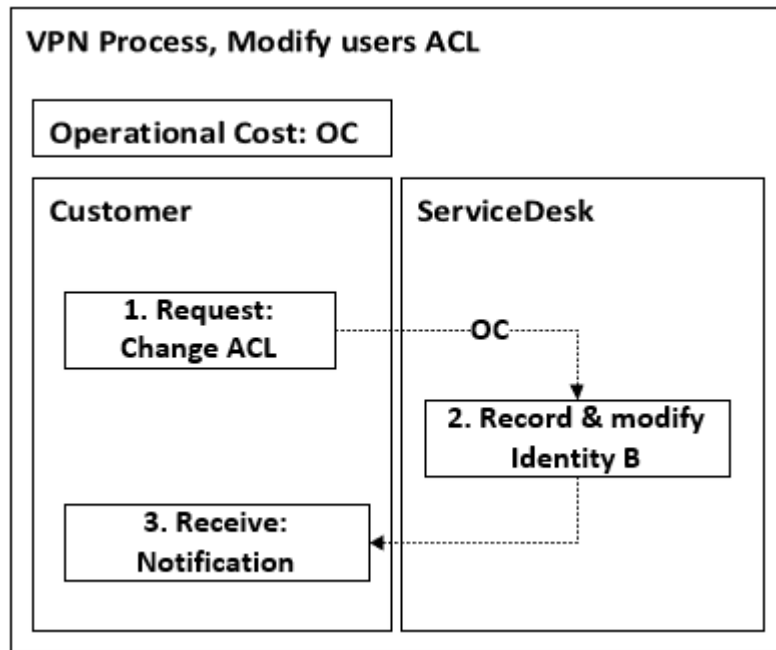 VPN Process, Modify users ACL
Operational Cost: OC
Customer
ServiceDesk
1. Request:
Change ACL
OC
2. Record & modify
Identity B
3. Receive:
Notification